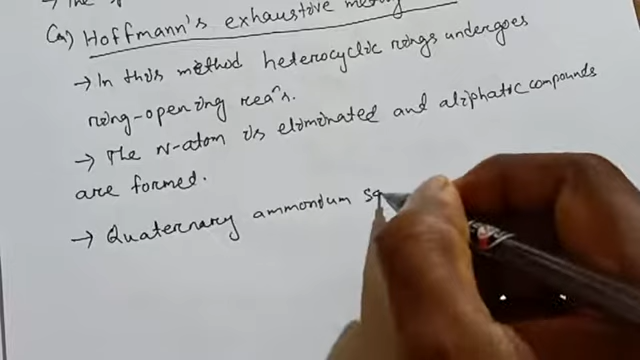 (a) Hoffmann's exhaustive
→ In this method heterocyclic rings undergoes
ring-opening reaⁿs.
→ The N-atom is eliminated and aliphatic compounds
are formed.
→ Quaternary ammonium